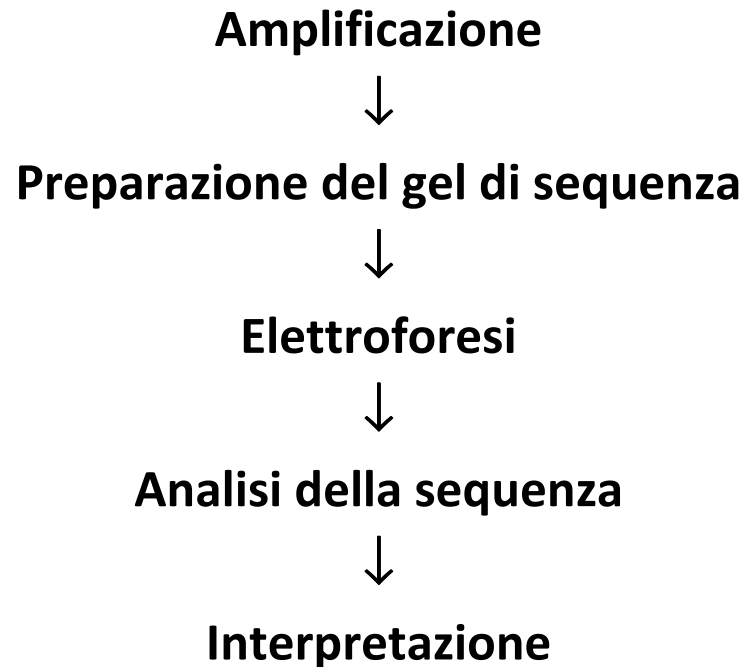 Amplificazione
↓
Preparazione del gel di sequenza
↓
Elettroforesi
↓
Analisi della sequenza
↓
Interpretazione